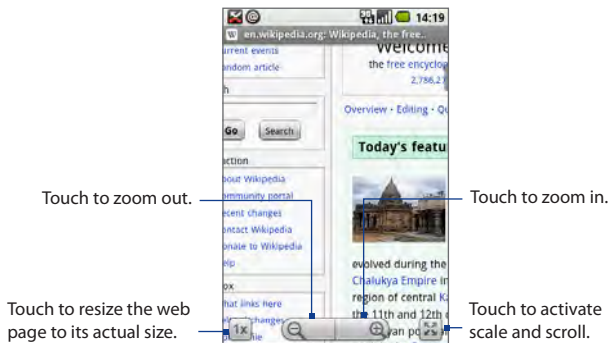 14:19
en.wikipedia.org: Wikipedia, the free..
urrent events
andom article
Welcome
the free encyclop
2,786,2
h
Overview · Editing · Qu
Go Search
Today's featu
ction
bout Wikipedia
ommunity portal
ecent changes
ontact Wikipedia
onate to Wikipedia
elp
Touch to zoom out.
Touch to zoom in.
evolved during the
Chalukya Empire in
region of central Ka
the 11th and 12th c
ox
hat links here
Touch to resize the web
page to its actual size.
1x
Touch to activate
scale and scroll.